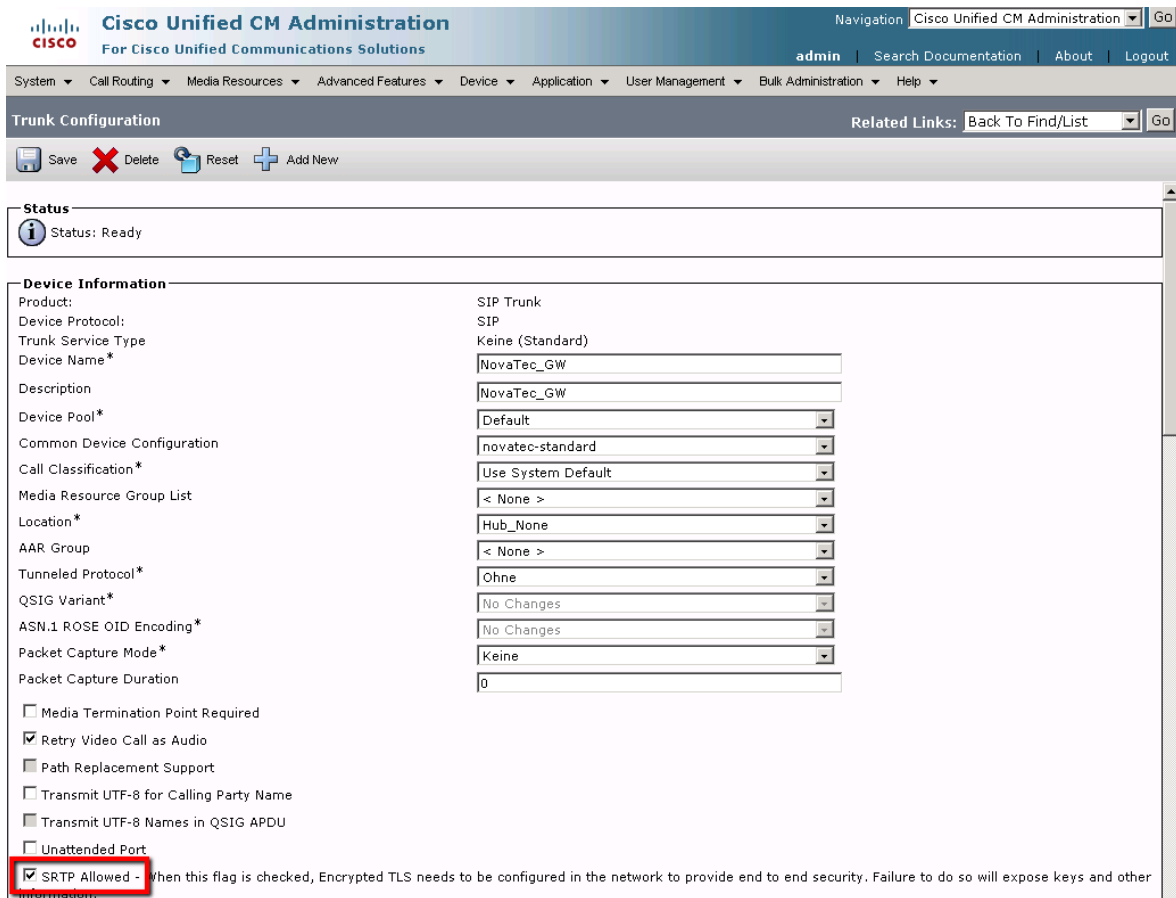 CISCO
Cisco Unified CM Administration
For Cisco Unified Communications Solutions
Navigation Cisco Unified CM Administration Go
admin | Search Documentation | About | Logout
System Call Routing Media Resources Advanced Features Device Application User Management Bulk Administration Help
Trunk Configuration
Related Links: Back To Find/List Go
Save Delete Reset Add New
Status
i Status: Ready
Device Information
Product: SIP Trunk
Device Protocol: SIP
Trunk Service Type Keine (Standard)
Device Name* NovaTec_GW
Description NovaTec_GW
Device Pool* Default
Common Device Configuration novatec-standard
Call Classification* Use System Default
Media Resource Group List < None >
Location* Hub_None
AAR Group < None >
Tunneled Protocol* Ohne
QSIG Variant* No Changes
ASN.1 ROSE OID Encoding* No Changes
Packet Capture Mode* Keine
Packet Capture Duration 0
Media Termination Point Required
Retry Video Call as Audio
Path Replacement Support
Transmit UTF-8 for Calling Party Name
Transmit UTF-8 Names in QSIG APDU
Unattended Port
SRTP Allowed - When this flag is checked, Encrypted TLS needs to be configured in the network to provide end to end security. Failure to do so will expose keys and other
information.